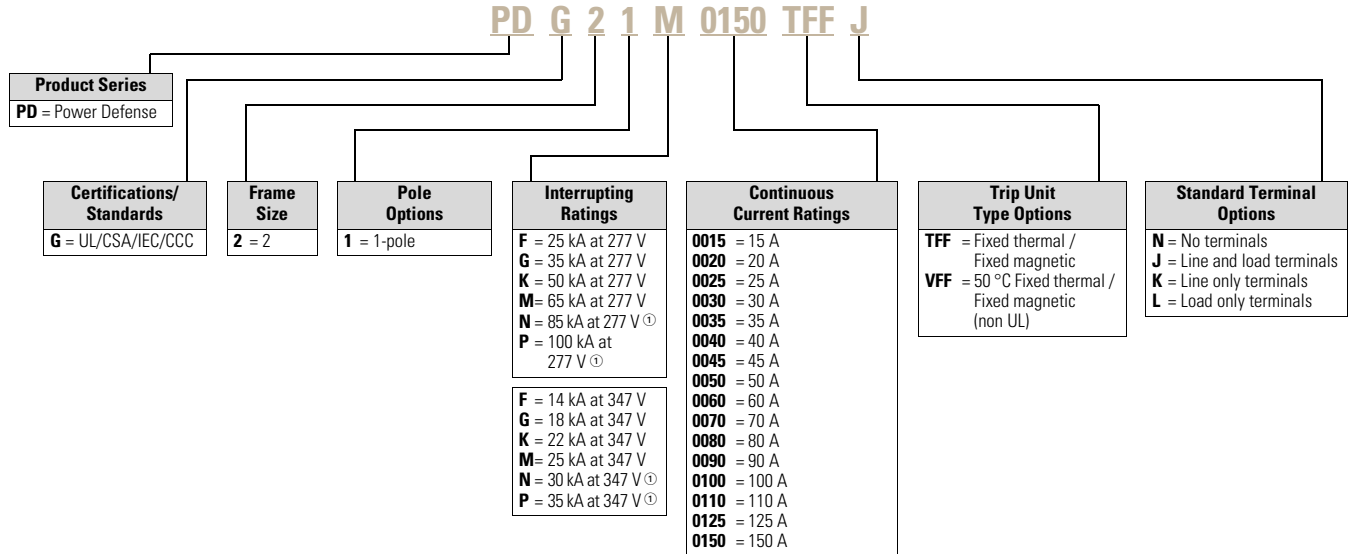 PD G 2 1 M 0150 TFF J
Product Series
PD = Power Defense
Certifications/
Standards
G = UL/CSA/IEC/CCC
Frame
Size
2 = 2
Pole
Options
1 = 1-pole
Interrupting
Ratings
F = 25 kA at 277 V
G = 35 kA at 277 V
K = 50 kA at 277 V
M= 65 kA at 277 V
N = 85 kA at 277 V ①
P = 100 kA at
277 V ①
F = 14 kA at 347 V
G = 18 kA at 347 V
K = 22 kA at 347 V
M= 25 kA at 347 V
N = 30 kA at 347 V ①
P = 35 kA at 347 V ①
Continuous
Current Ratings
0015 = 15 A
0020 = 20 A
0025 = 25 A
0030 = 30 A
0035 = 35 A
0040 = 40 A
0045 = 45 A
0050 = 50 A
0060 = 60 A
0070 = 70 A
0080 = 80 A
0090 = 90 A
0100 = 100 A
0110 = 110 A
0125 = 125 A
0150 = 150 A
Trip Unit
Type Options
TFF = Fixed thermal /
Fixed magnetic
VFF = 50 °C Fixed thermal /
Fixed magnetic
(non UL)
Standard Terminal
Options
N = No terminals
J = Line and load terminals
K = Line only terminals
L = Load only terminals